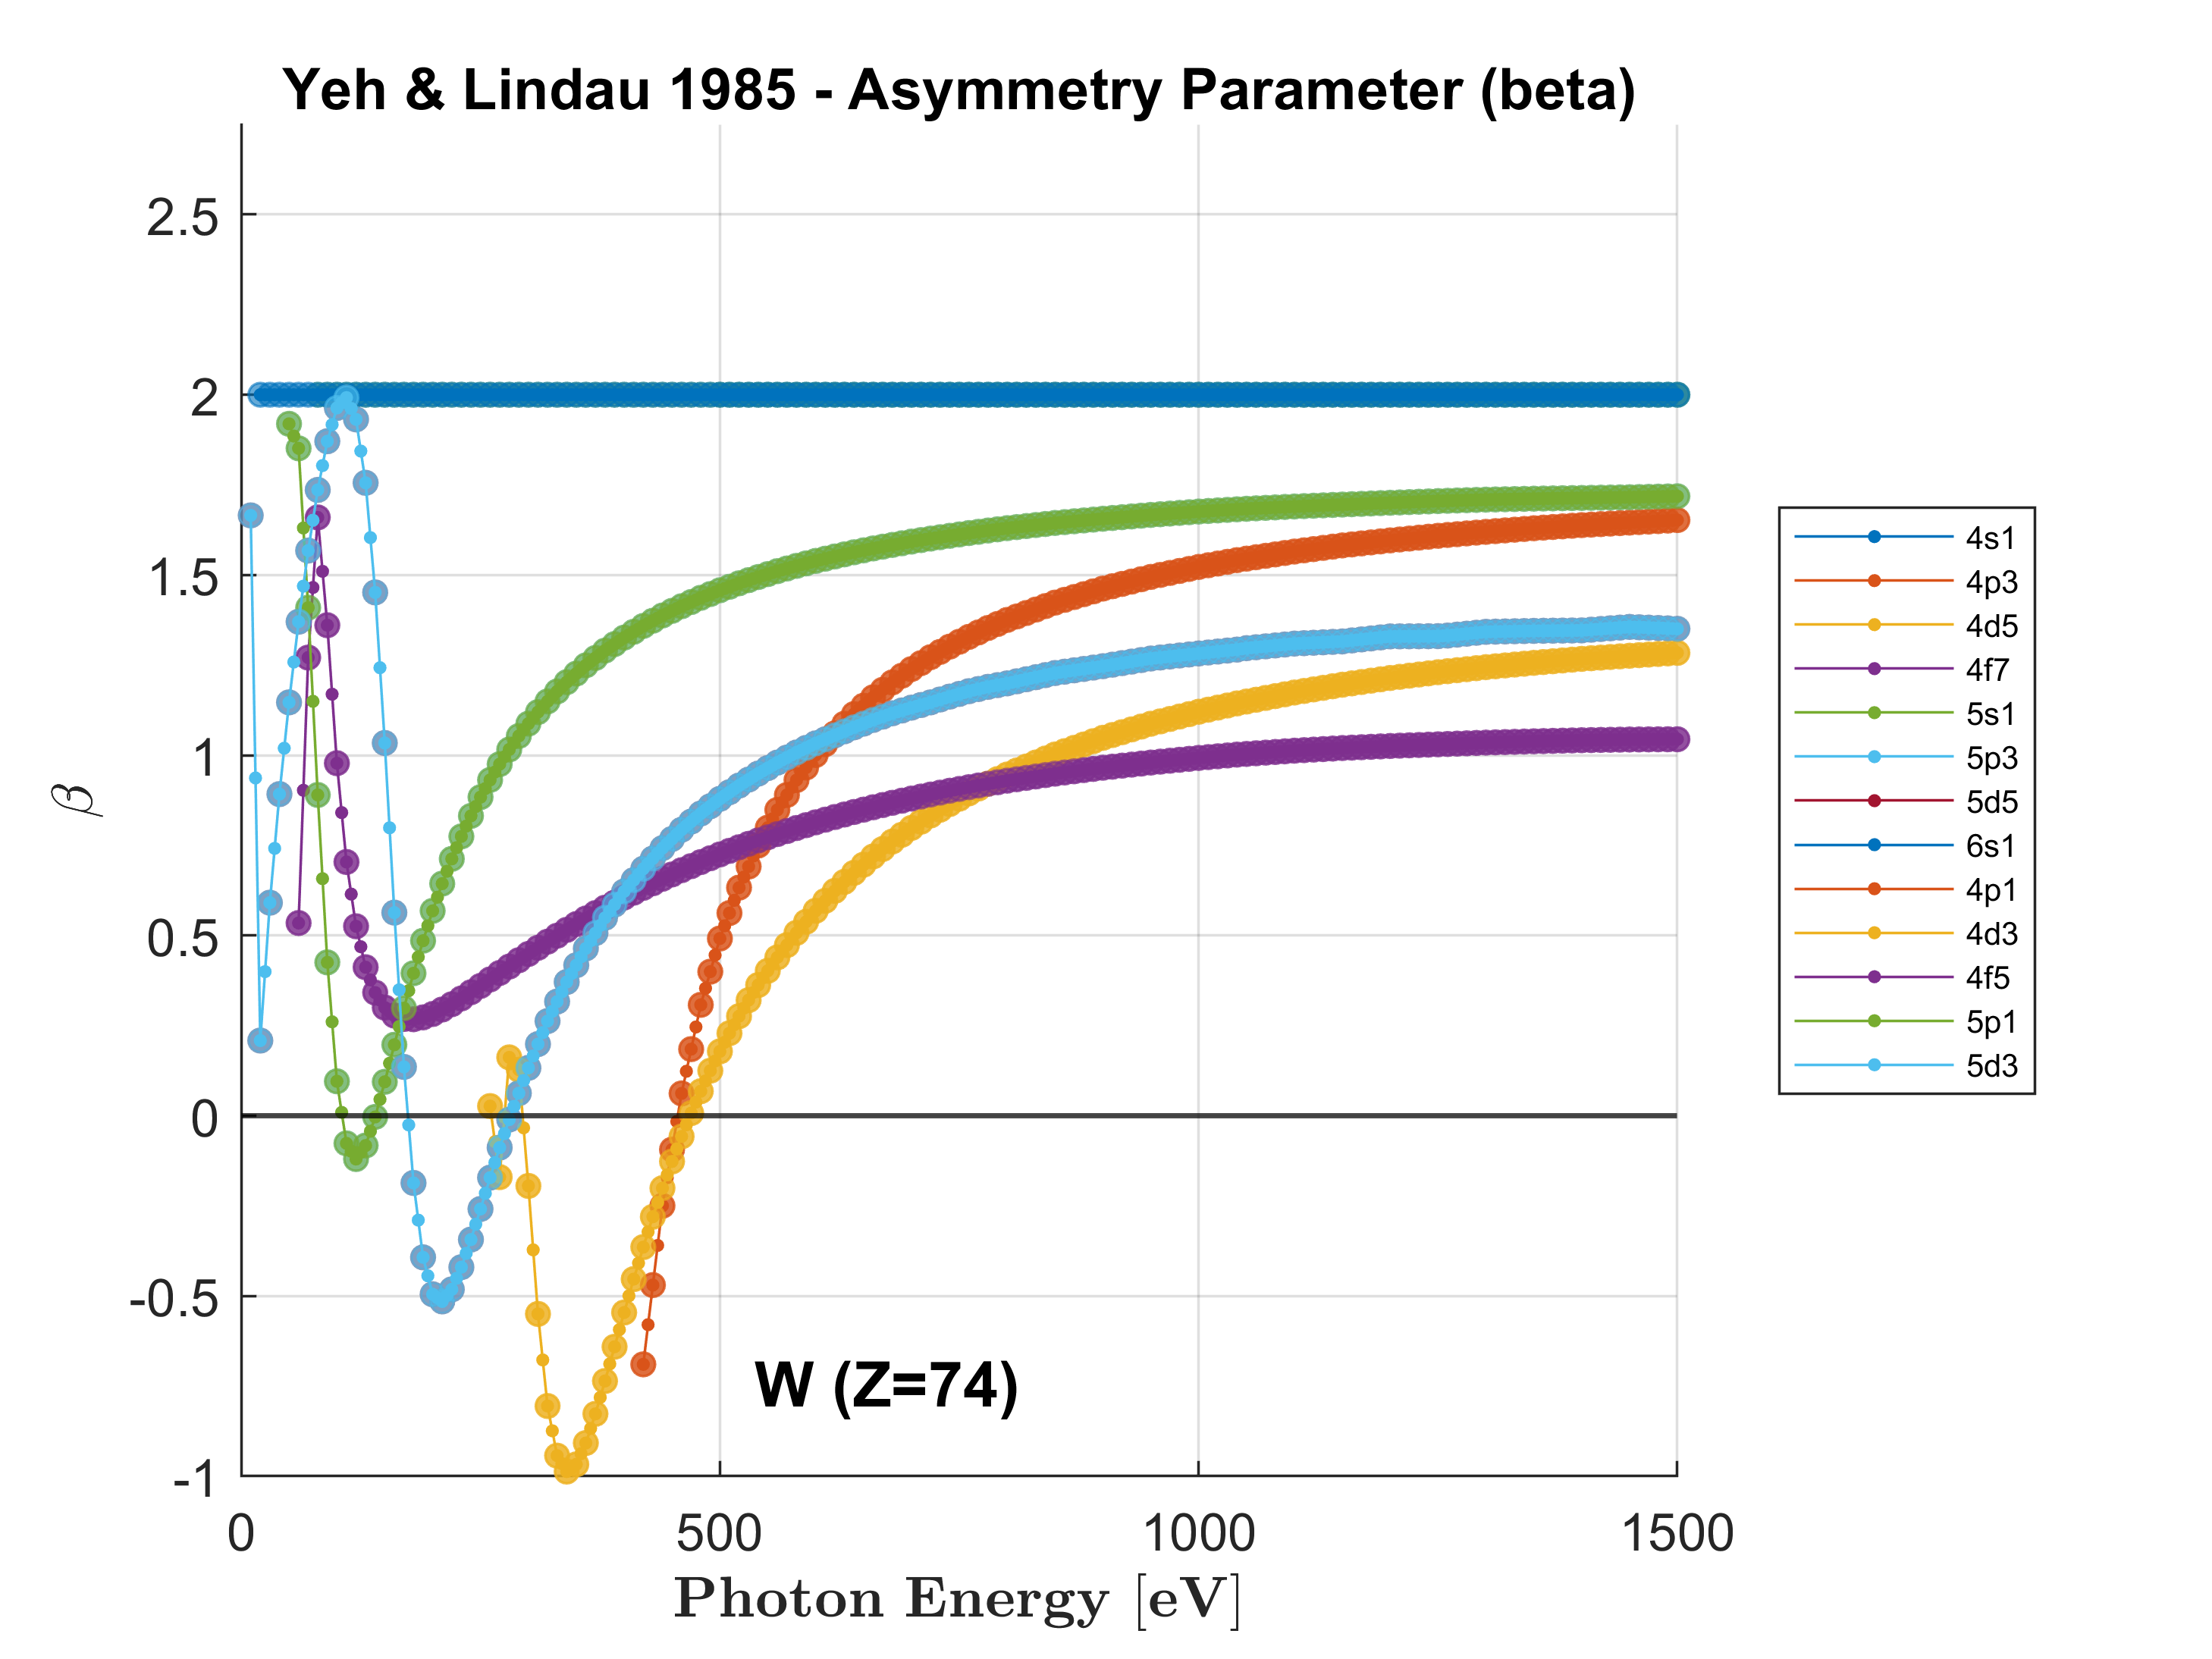 Yeh & Lindau 1985 - Asymmetry Parameter (beta)
2.5
2
1.5
1
0.5
0
-0.5
-1
β
0 500 1000 1500
Photon Energy [eV]
W (Z=74)
4s1
4p3
4d5
4f7
5s1
5p3
5d5
6s1
4p1
4d3
4f5
5p1
5d3